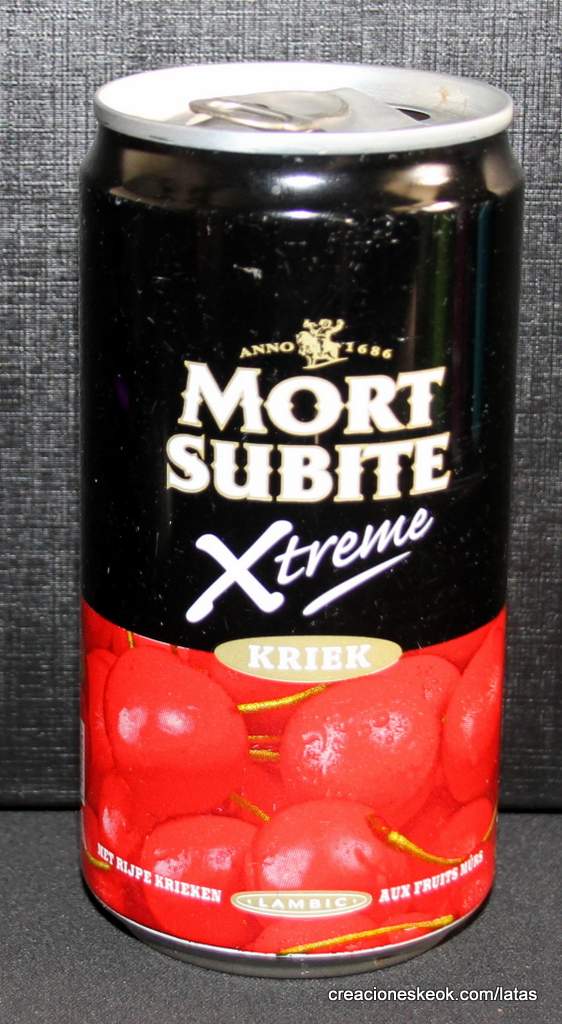 ANNO 1686
MORT
SUBITE
Xtreme
KRIEK
MET RIJPE KRIEKEN
LAMBIC
AUX FRUITS MÛRS
creacioneskeok.com/latas